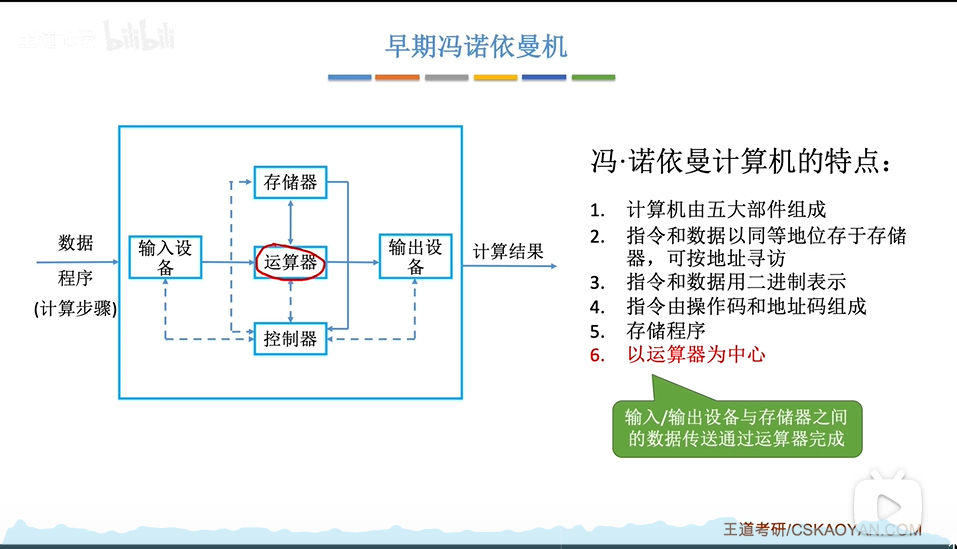 bilibili
早期冯诺依曼机
数据
程序
(计算步骤)
输入设
备
存储器
运算器
控制器
输出设
备
计算结果
冯·诺依曼计算机的特点：
1. 计算机由五大部件组成
2. 指令和数据以同等地位存于存储
器，可按地址寻访
3. 指令和数据用二进制表示
4. 指令由操作码和地址码组成
5. 存储程序
6. 以运算器为中心
输入/输出设备与存储器之间
的数据传送通过运算器完成
王道考研/CSKAOYAN.COM